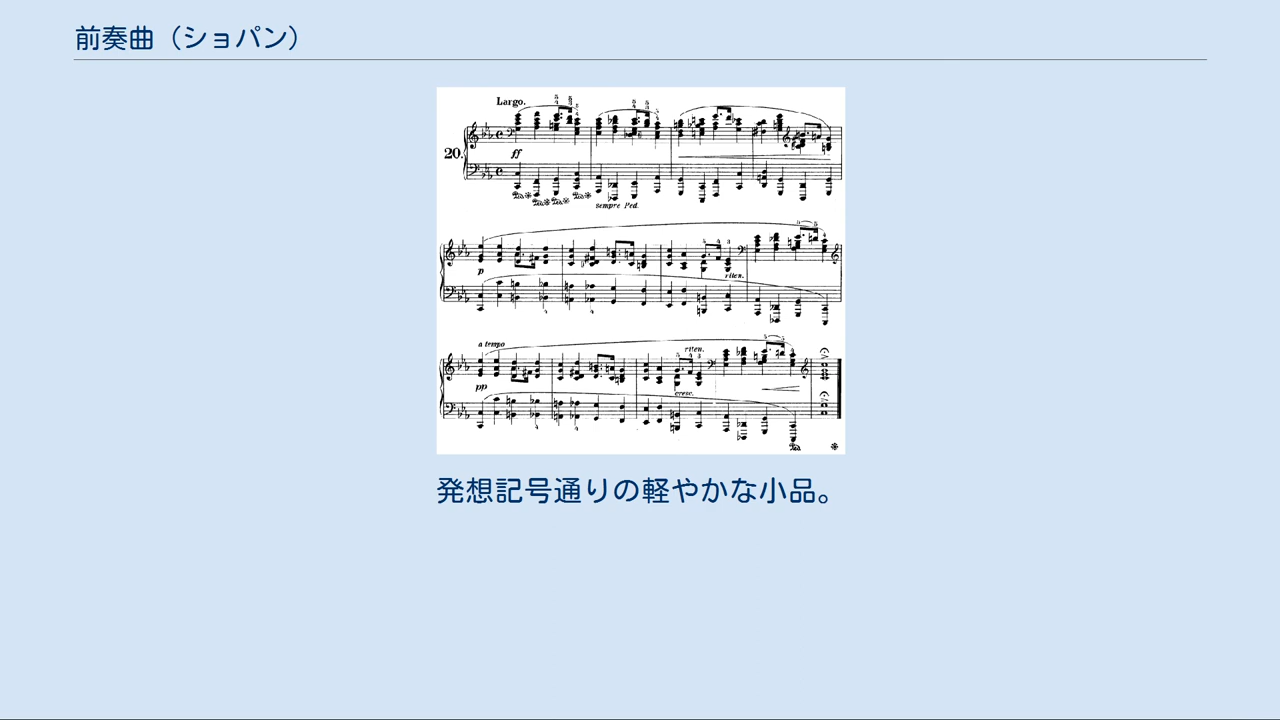 前奏曲（ショパン）
Largo.
20.
ff
sempre Ped.
p
riten.
a tempo
riten.
pp
cresc.
発想記号通りの軽やかな小品。